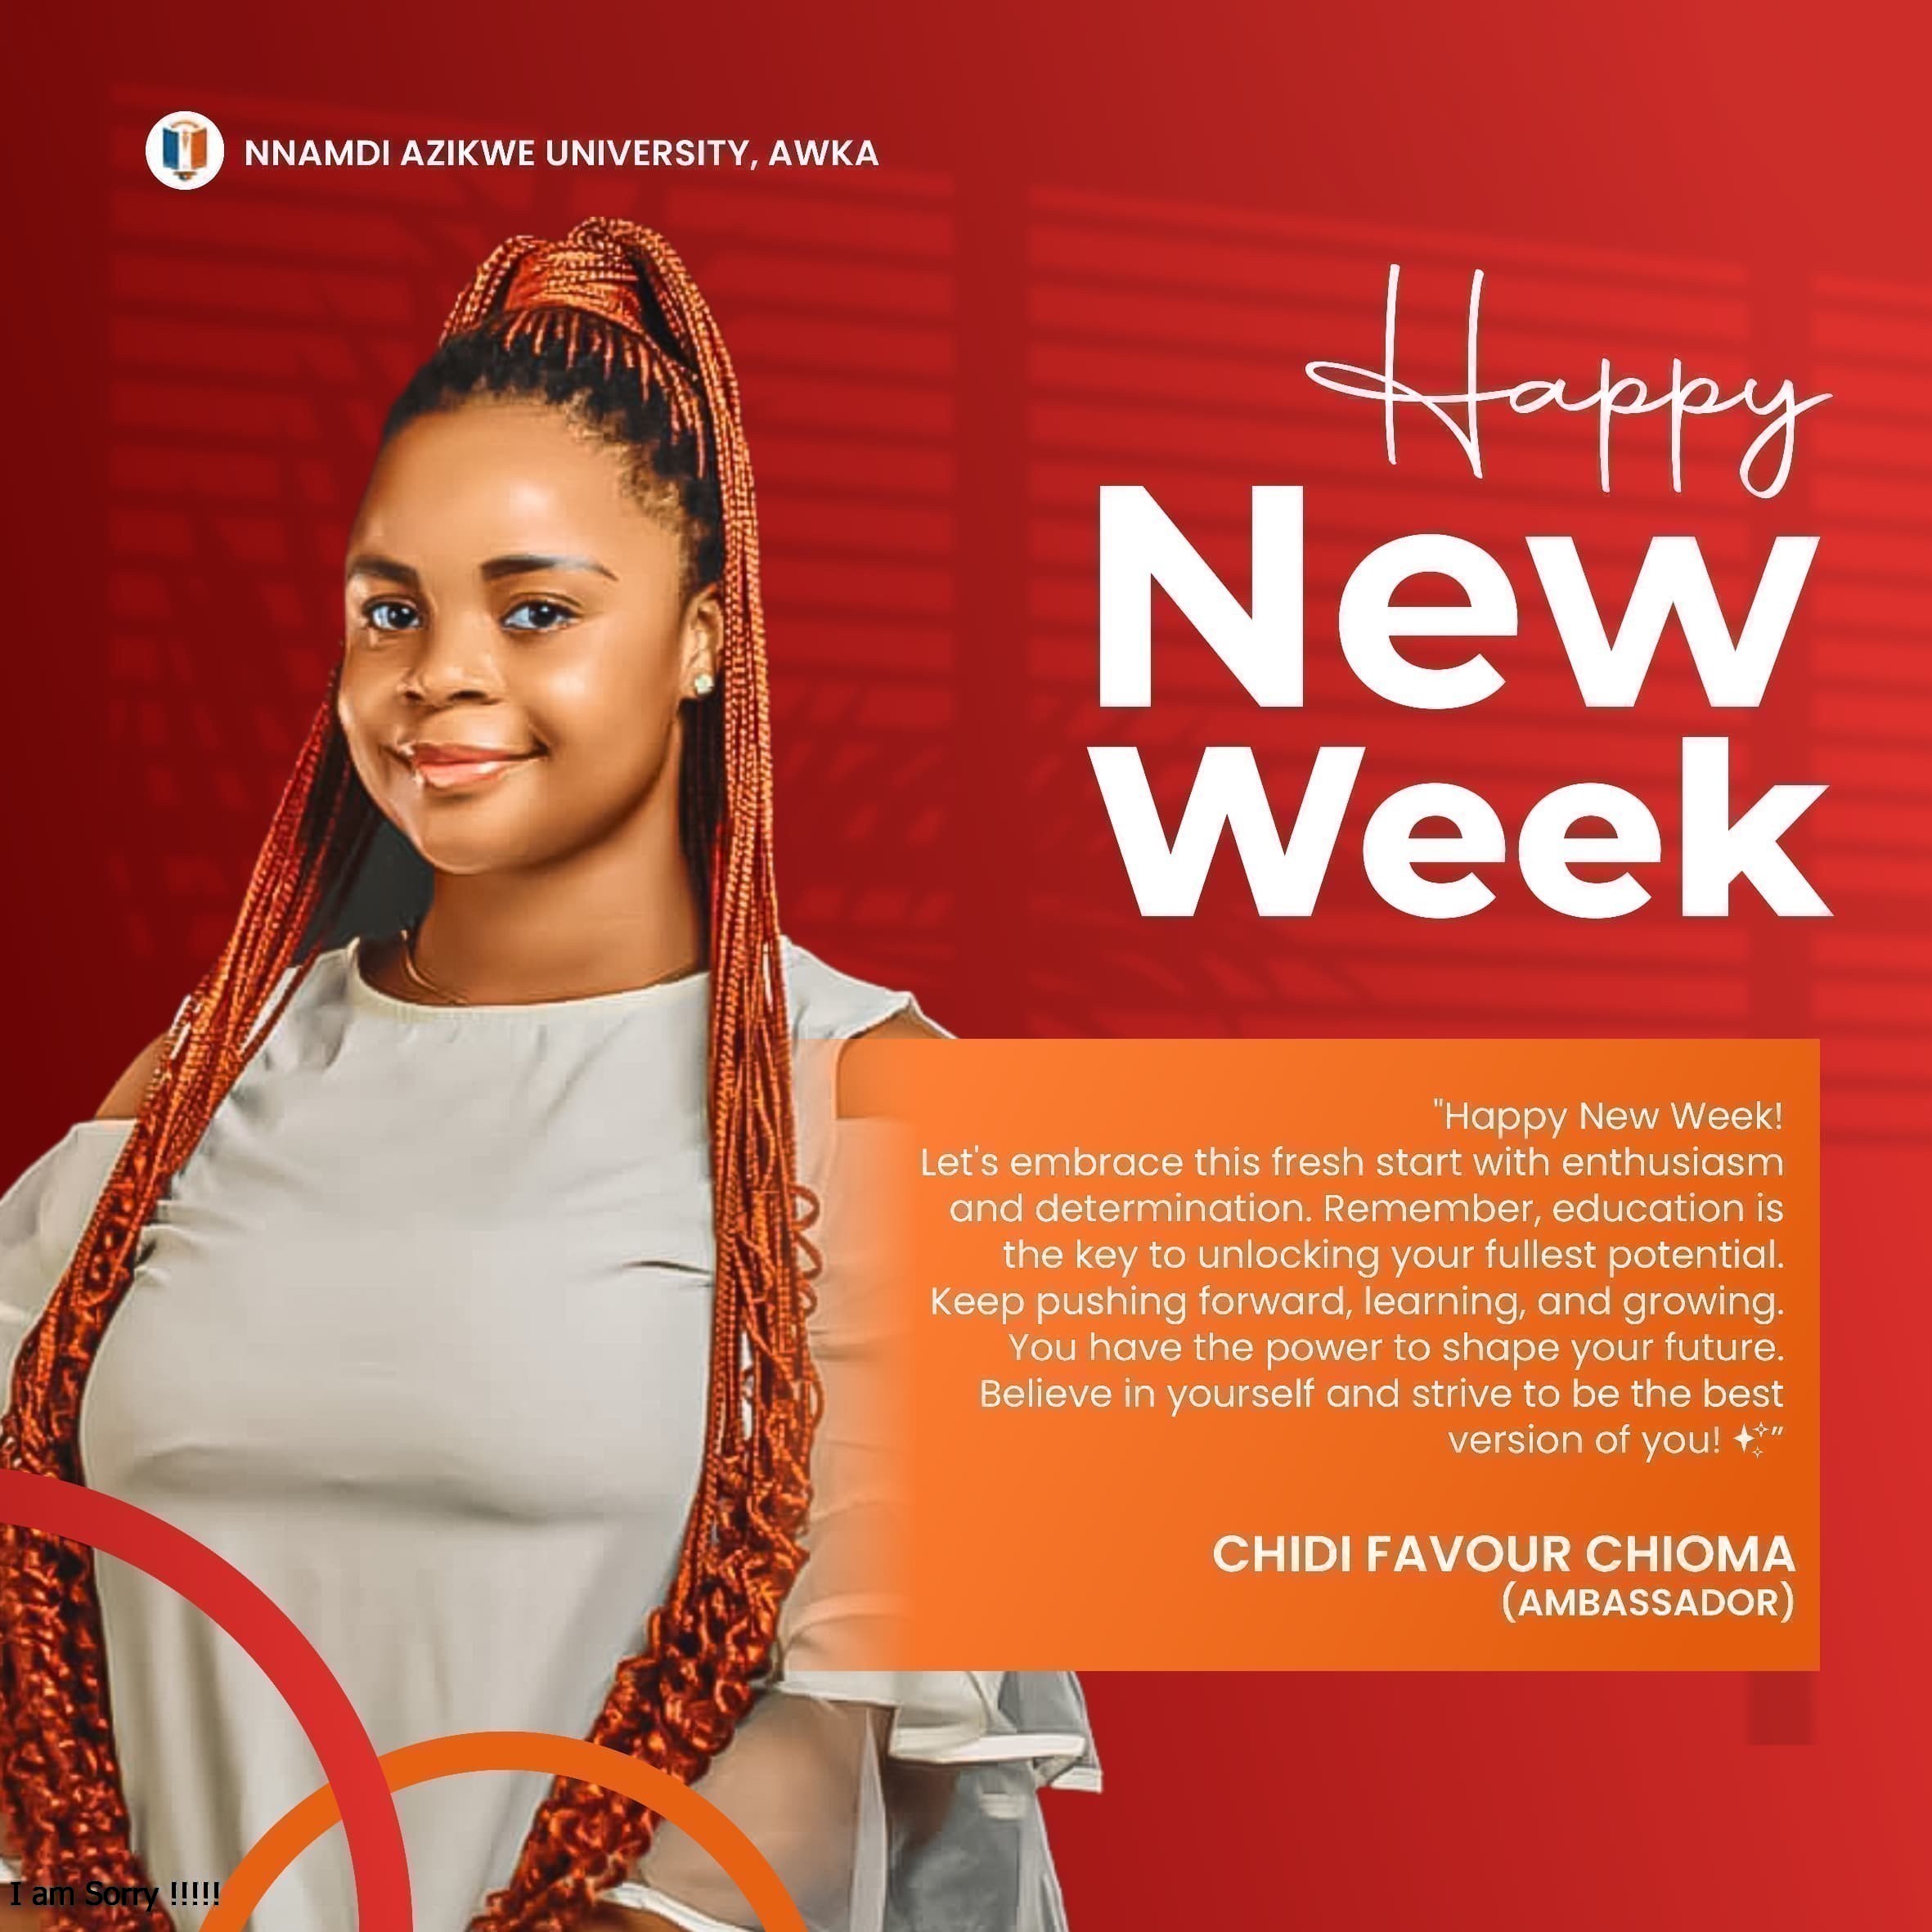 NNAMDI AZIKWE UNIVERSITY, AWKA
Happy
New
Week
"Happy New Week!
Let's embrace this fresh start with enthusiasm
and determination. Remember, education is
the key to unlocking your fullest potential.
Keep pushing forward, learning, and growing.
You have the power to shape your future.
Believe in yourself and strive to be the best
version of you! ✨”
CHIDI FAVOUR CHIOMA
(AMBASSADOR)
I am Sorry !!!!!